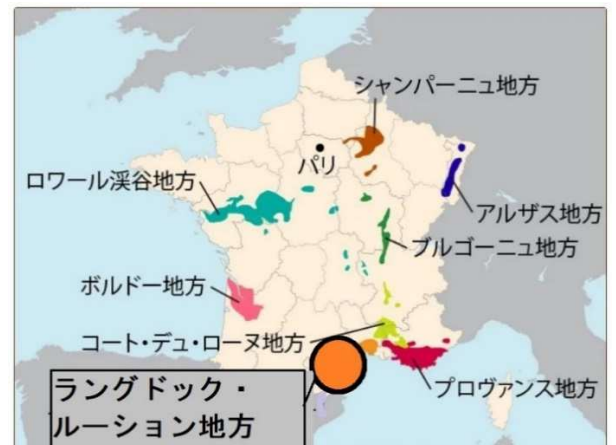 シャンパーニュ地方
パリ
ロワール渓谷地方
アルザス地方
ブルゴーニュ地方
ボルドー地方
コート・デュ・ローヌ地方
プロヴァンス地方
ラングドック・
ルーション地方